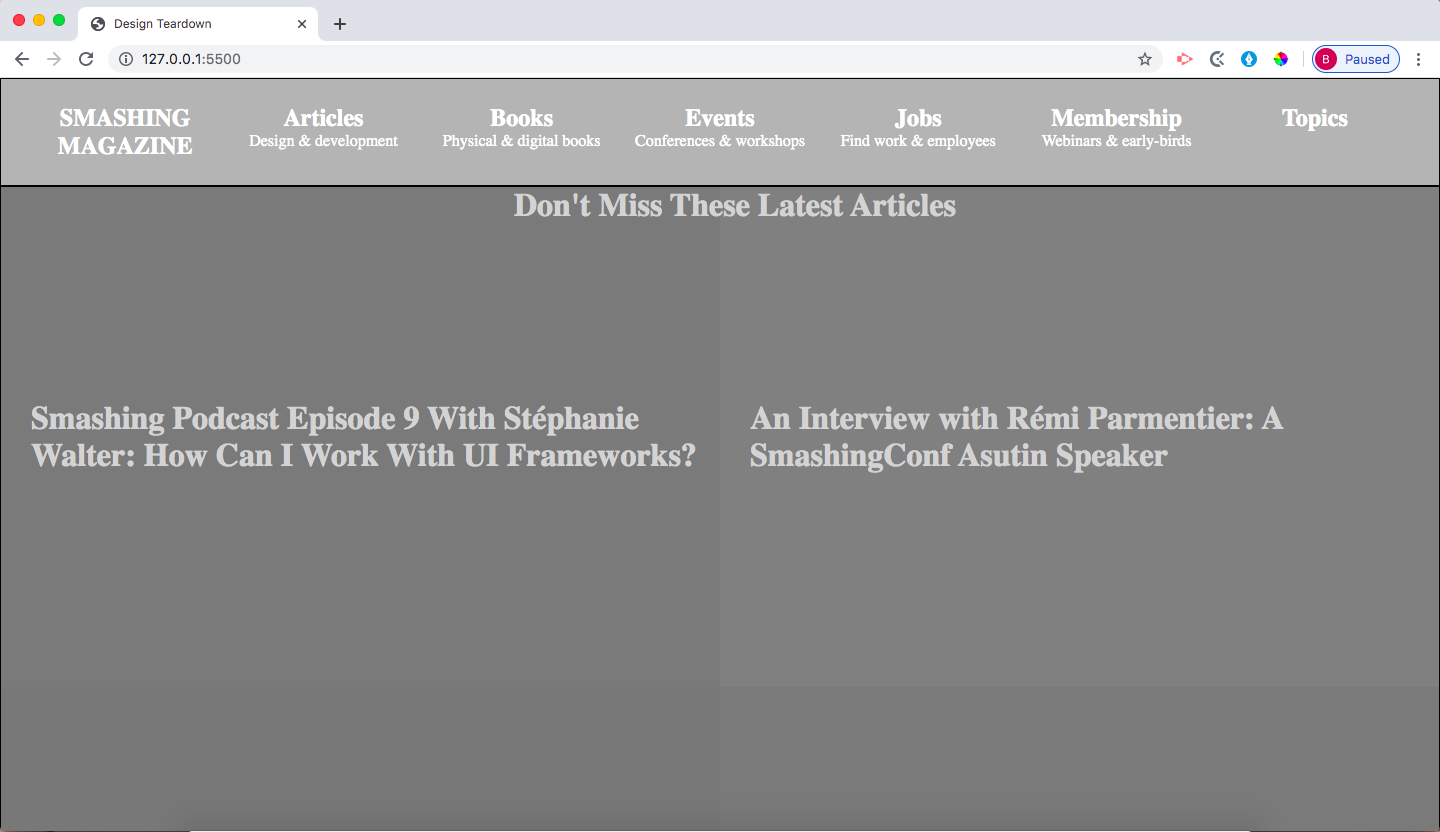 Design Teardown
127.0.0.1:5500
B Paused
SMASHING
MAGAZINE
Articles
Design & development
Books
Physical & digital books
Events
Conferences & workshops
Jobs
Find work & employees
Membership
Webinars & early-birds
Topics
Don't Miss These Latest Articles
Smashing Podcast Episode 9 With Stéphanie
Walter: How Can I Work With UI Frameworks?
An Interview with Rémi Parmentier: A
SmashingConf Asutin Speaker